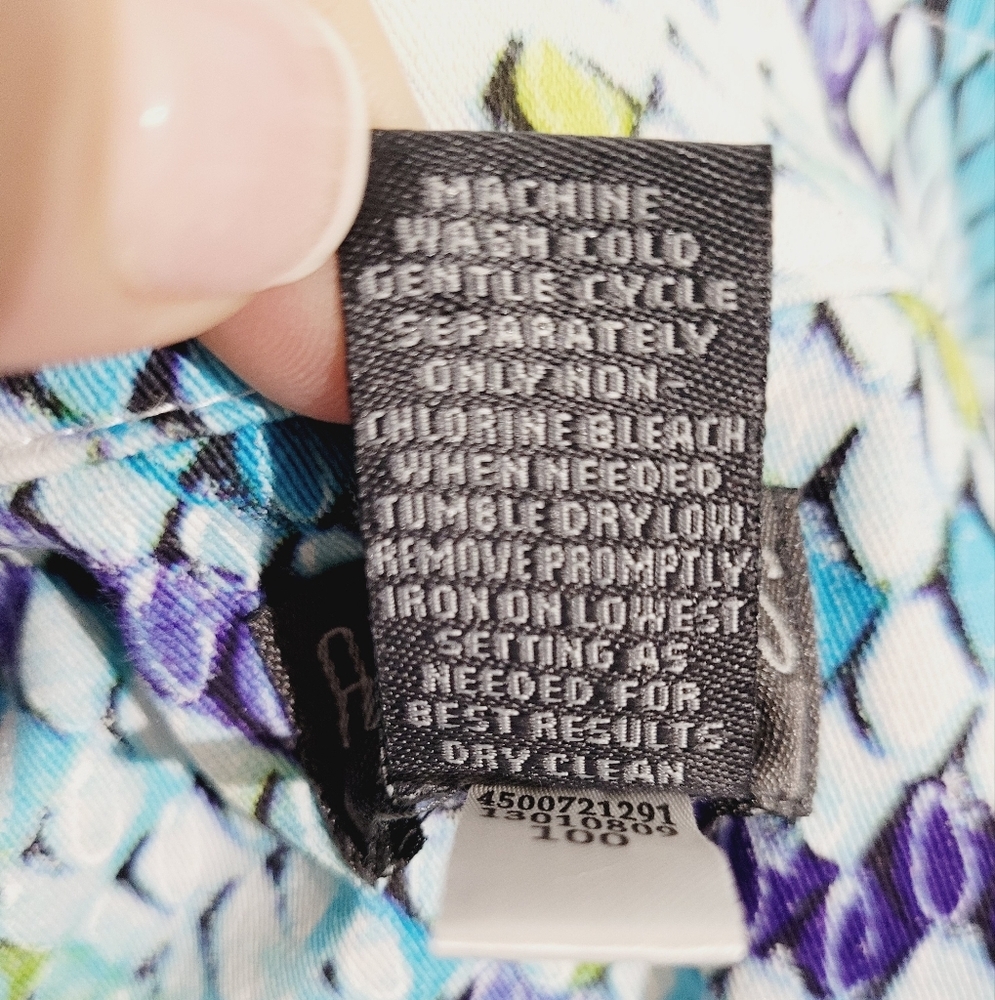 MACHINE
WASH COLD
GENTLE CYCLE
SEPARATELY
ONLY NON-
CHLORINE BLEACH
WHEN NEEDED
TUMBLE DRY LOW
REMOVE PROMPTLY
IRON ON LOWEST
SETTING AS
NEEDED FOR
BEST RESULTS
DRY CLEAN
4500721291
13010809
100